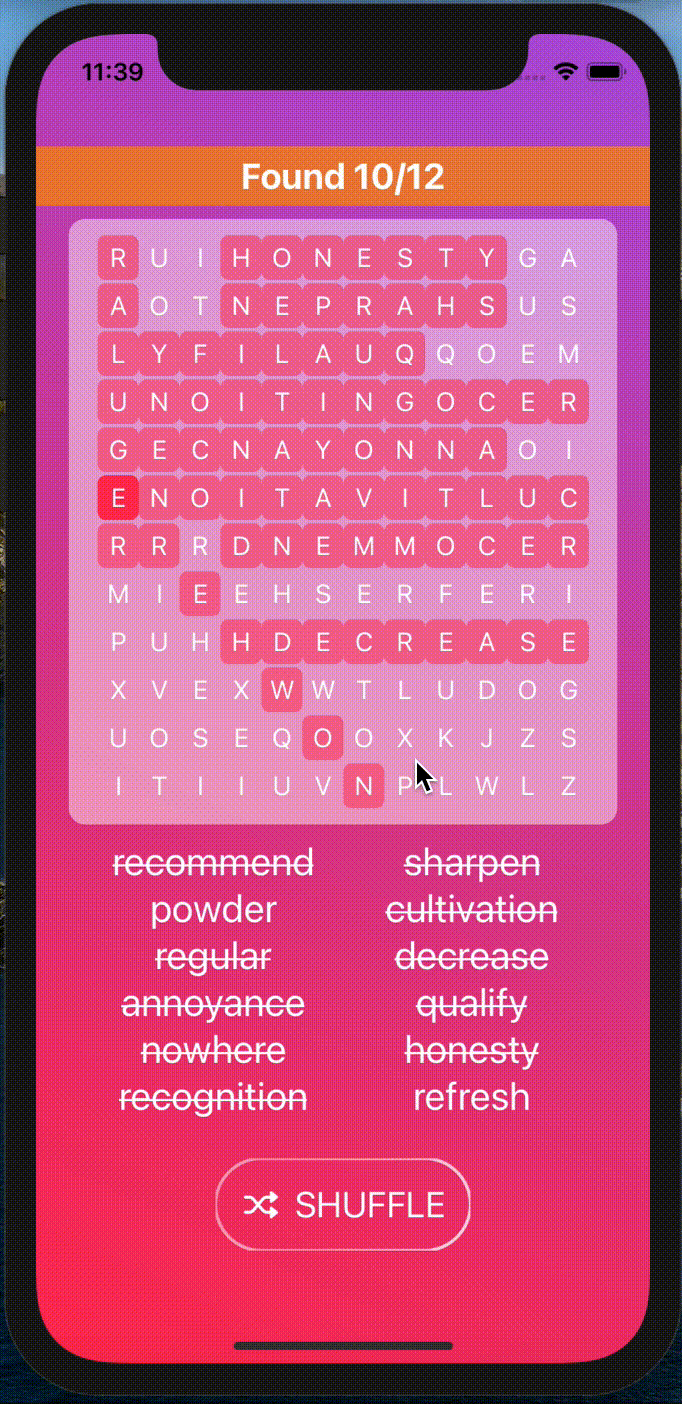 11:39
Found 10/12
R U I H O N E S T Y G A
A O T N E P R A H S U S
L Y F I L A U Q Q O E M
U N O I T I N G O C E R
G E C N A Y O N N A O I
E N O I T A V I T L U C
R R R D N E M M O C E R
M I E E H S E R F E R I
P U H H D E C R E A S E
X V E X W W T L U D O G
U O S E Q O O X K J Z S
I T I I U V N P L W L Z
recommend sharpen
powder cultivation
regular decrease
annoyance qualify
nowhere honesty
recognition refresh
SHUFFLE